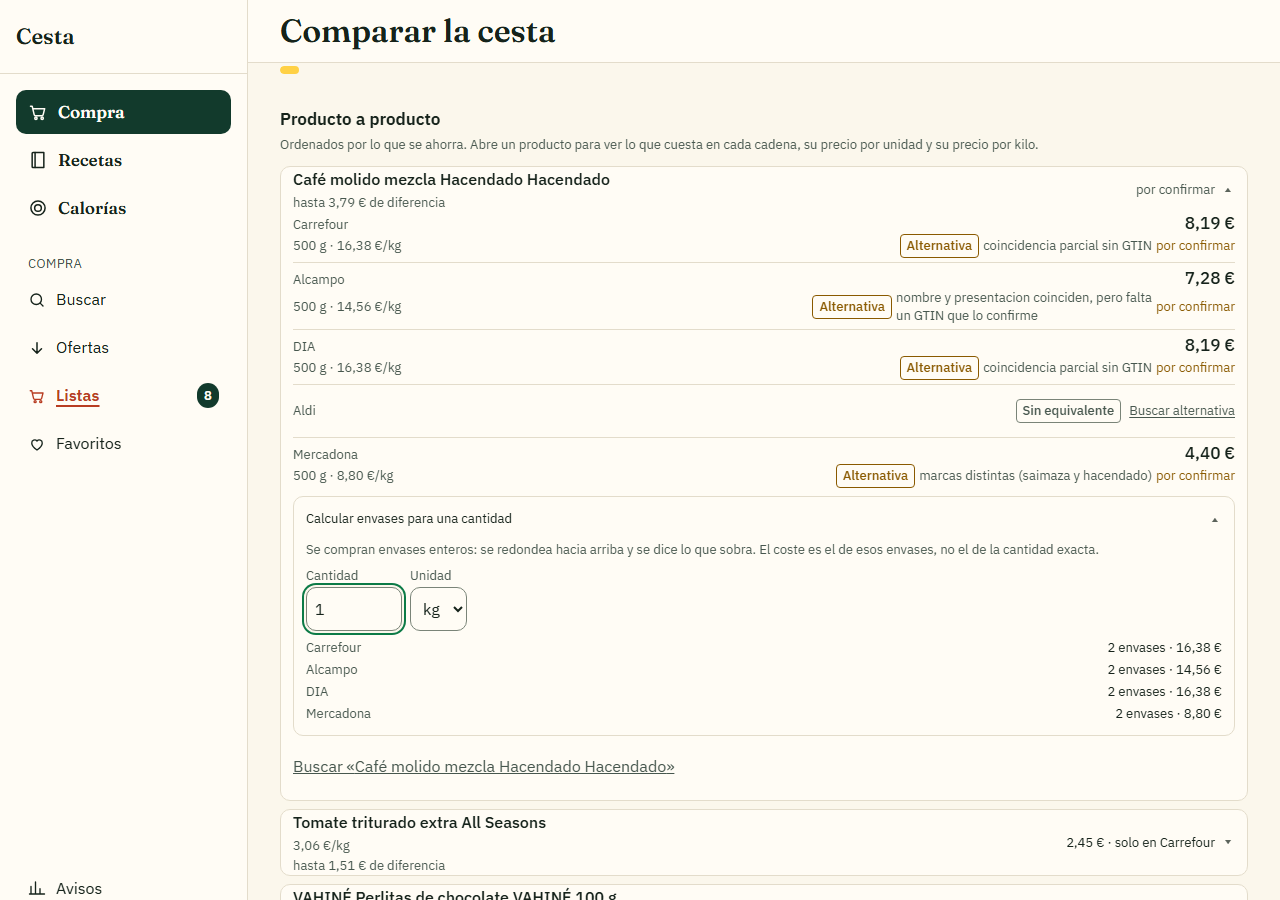 Cesta
Comparar la cesta
Compra
Recetas
Calorías
COMPRA
Buscar
Ofertas
Listas
8
Favoritos
Avisos
Producto a producto
Ordenados por lo que se ahorra. Abre un producto para ver lo que cuesta en cada cadena, su precio por unidad y su precio por kilo.
Café molido mezcla Hacendado Hacendado
hasta 3,79 € de diferencia
por confirmar
Carrefour
8,19 €
500 g · 16,38 €/kg
Alternativa coincidencia parcial sin GTIN por confirmar
Alcampo
7,28 €
500 g · 14,56 €/kg
Alternativa nombre y presentacion coinciden, pero falta
un GTIN que lo confirme
por confirmar
DIA
8,19 €
500 g · 16,38 €/kg
Alternativa coincidencia parcial sin GTIN por confirmar
Aldi
Sin equivalente Buscar alternativa
Mercadona
4,40 €
500 g · 8,80 €/kg
Alternativa marcas distintas (saimaza y hacendado) por confirmar
Calcular envases para una cantidad
Se compran envases enteros: se redondea hacia arriba y se dice lo que sobra. El coste es el de esos envases, no el de la cantidad exacta.
Cantidad Unidad
1 kg
Carrefour 2 envases · 16,38 €
Alcampo 2 envases · 14,56 €
DIA 2 envases · 16,38 €
Mercadona 2 envases · 8,80 €
Buscar «Café molido mezcla Hacendado Hacendado»
Tomate triturado extra All Seasons
3,06 €/kg
hasta 1,51 € de diferencia
2,45 € · solo en Carrefour
VAHINÉ Perlitas de chocolate VAHINÉ 100 g